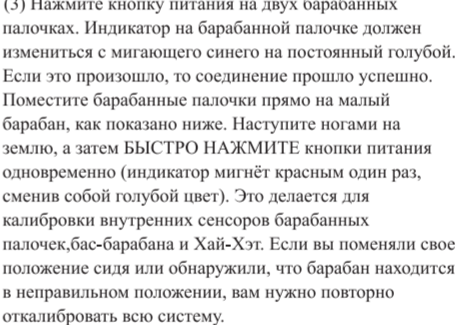 (3) Нажмите кнопку питания на двух барабанных
палочках. Индикатор на барабанной палочке должен
измениться с мигающего синего на постоянный голубой.
Если это произошло, то соединение прошло успешно.
Поместите барабанные палочки прямо на малый
барабан, как показано ниже. Наступите ногами на
землю, а затем БЫСТРО НАЖМИТЕ кнопки питания
одновременно (индикатор мигнёт красным один раз,
сменив собой голубой цвет). Это делается для
калибровки внутренних сенсоров барабанных
палочек,бас-барабана и Хай-Хэт. Если вы поменяли свое
положение сидя или обнаружили, что барабан находится
в неправильном положении, вам нужно повторно
откалибровать всю систему.